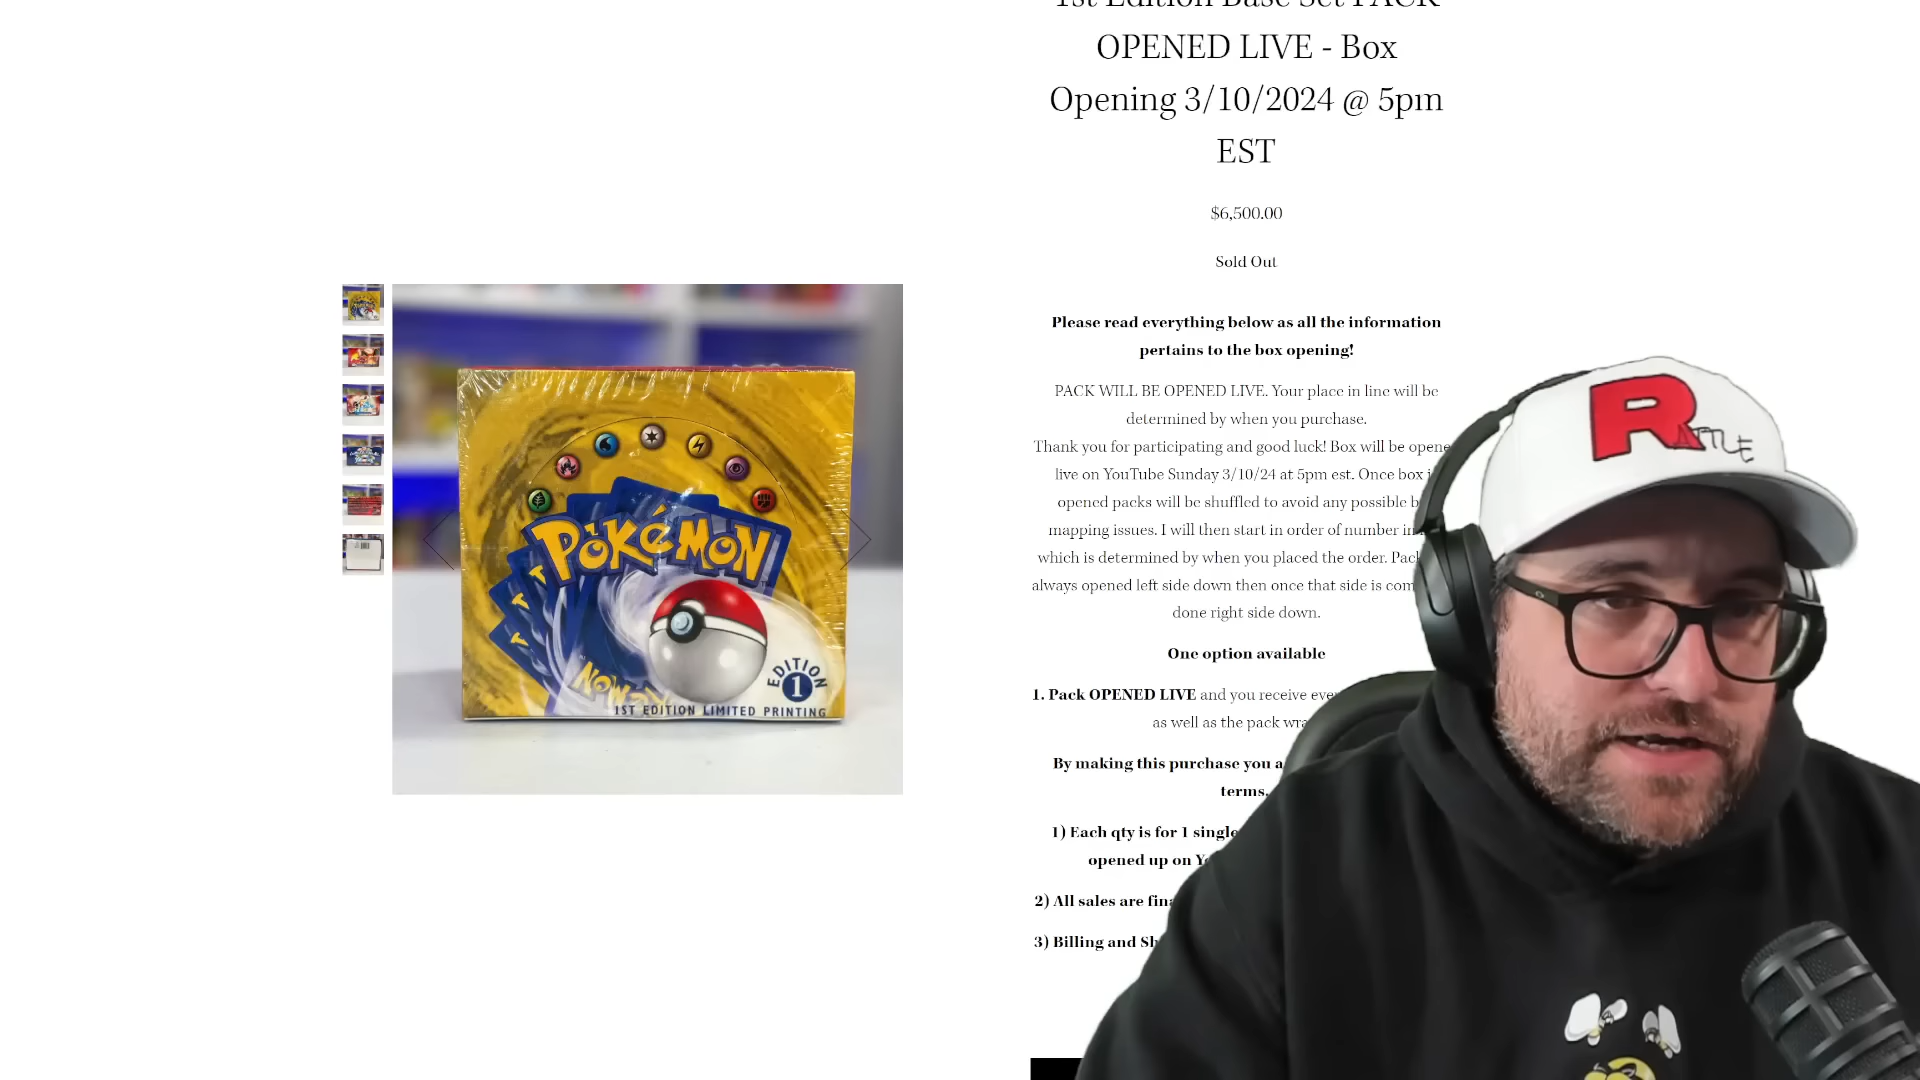 1st Edition Base Set PACK
OPENED LIVE - Box
Opening 3/10/2024 @ 5pm
EST
$6,500.00
Sold Out
Please read everything below as all the information
pertains to the box opening!
PACK WILL BE OPENED LIVE. Your place in line will be
determined by when you purchase.
Thank you for participating and good luck! Box will be opene
live on YouTube Sunday 3/10/24 at 5pm est. Once box i
opened packs will be shuffled to avoid any possible b
mapping issues. I will then start in order of number in
which is determined by when you placed the order. Pack
always opened left side down then once that side is com
done right side down.
One option available
1. Pack OPENED LIVE and you receive eve
as well as the pack wra
By making this purchase you a
terms.
1) Each qty is for 1 single
opened up on Y
2) All sales are fina
3) Billing and Sh
POKéMON
EDITION
1
1ST EDITION LIMITED PRINTING
RATTLE